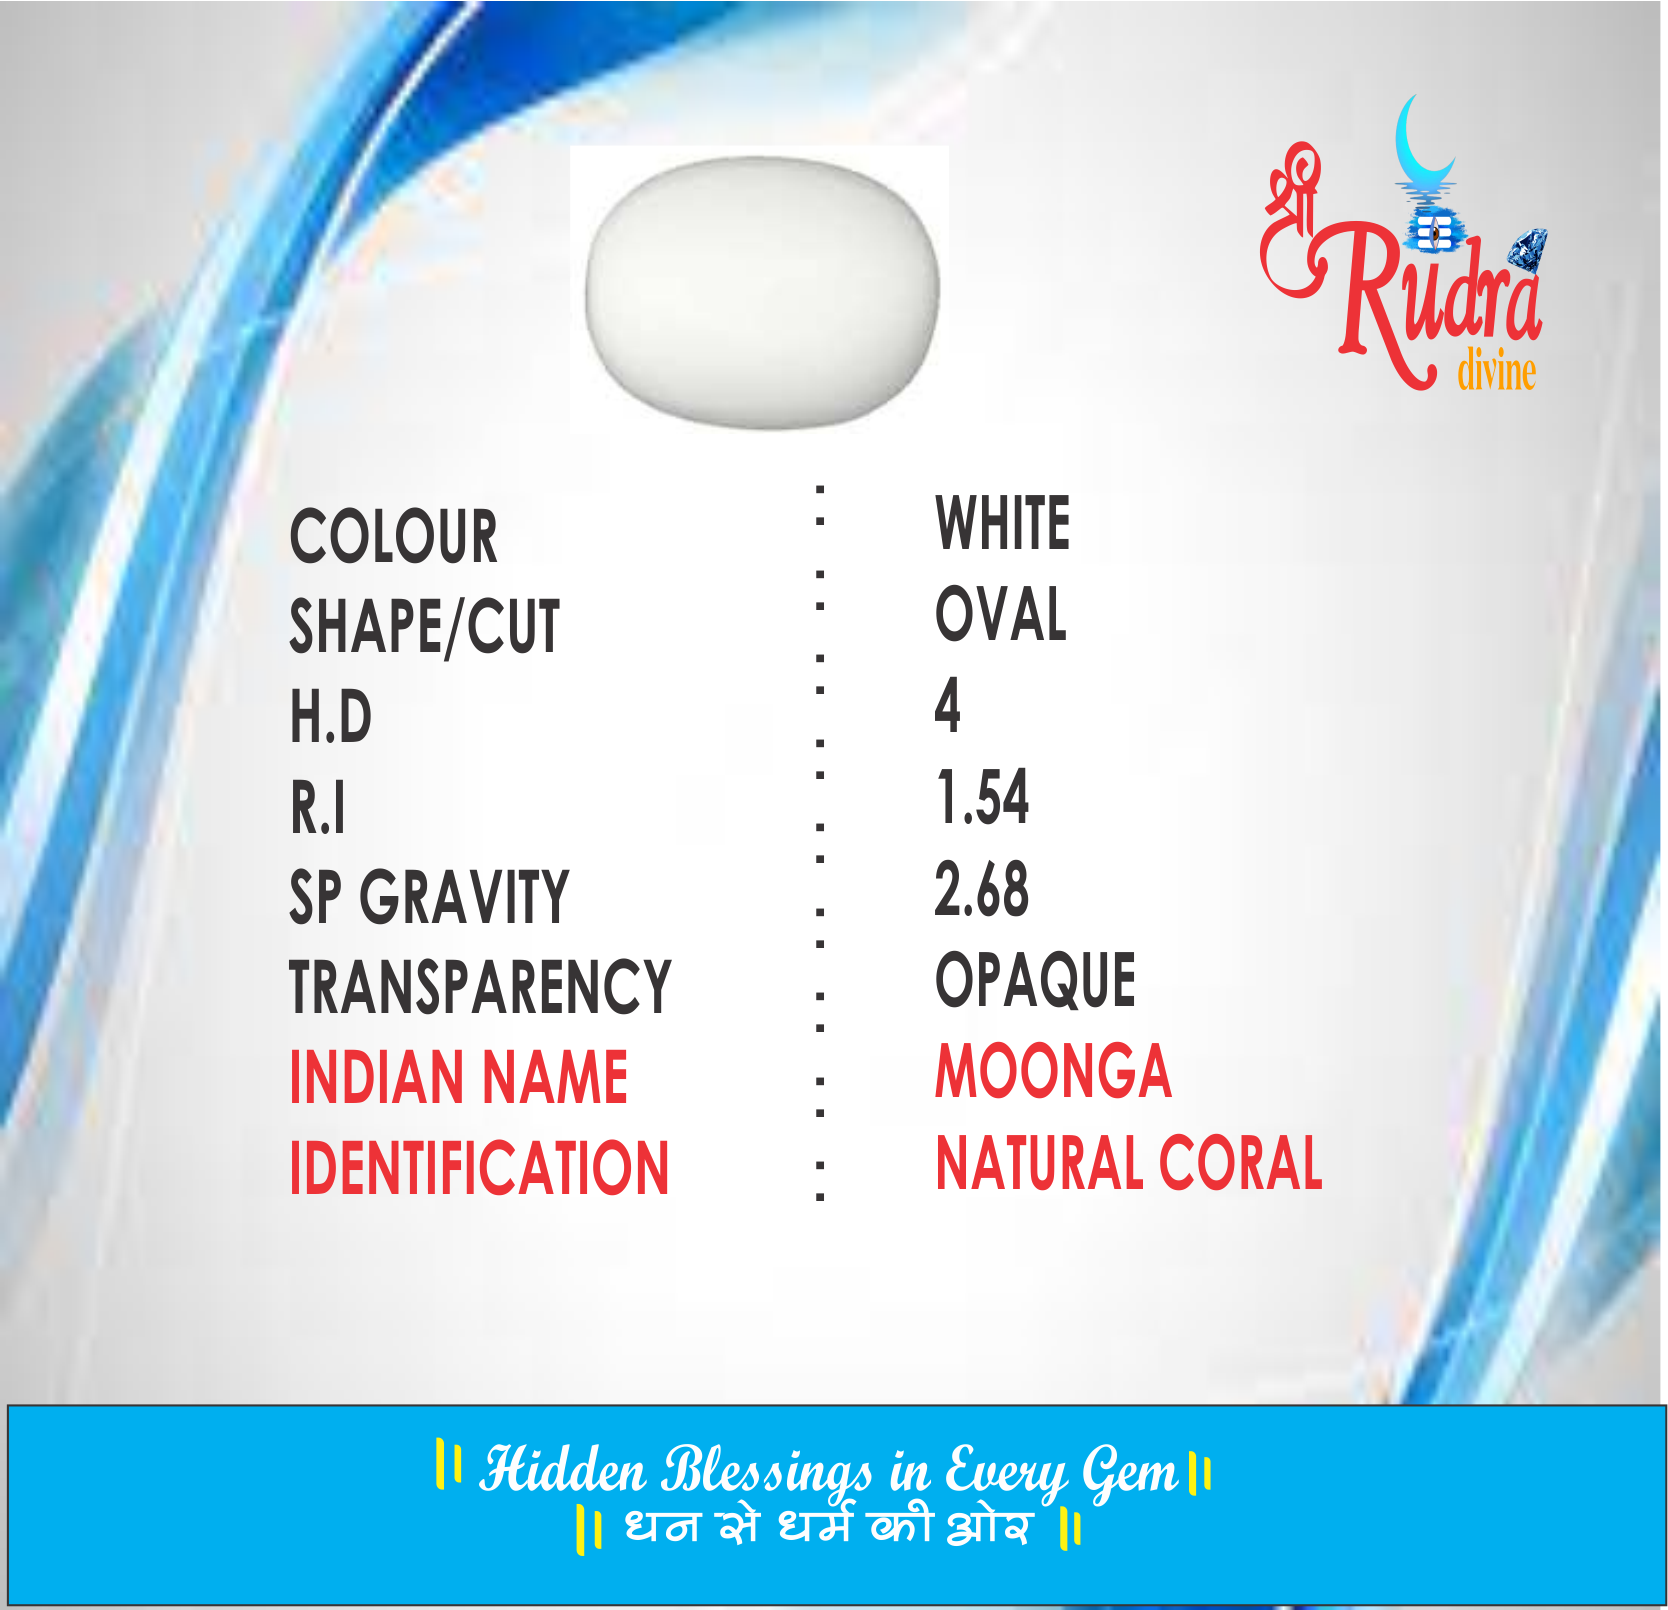 श्री
Rudra
divine
COLOUR : WHITE
SHAPE/CUT : OVAL
H.D : 4
R.I : 1.54
SP GRAVITY : 2.68
TRANSPARENCY : OPAQUE
INDIAN NAME : MOONGA
IDENTIFICATION : NATURAL CORAL
|| Hidden Blessings in Every Gem ||
|| धन से धर्म की ओर ||